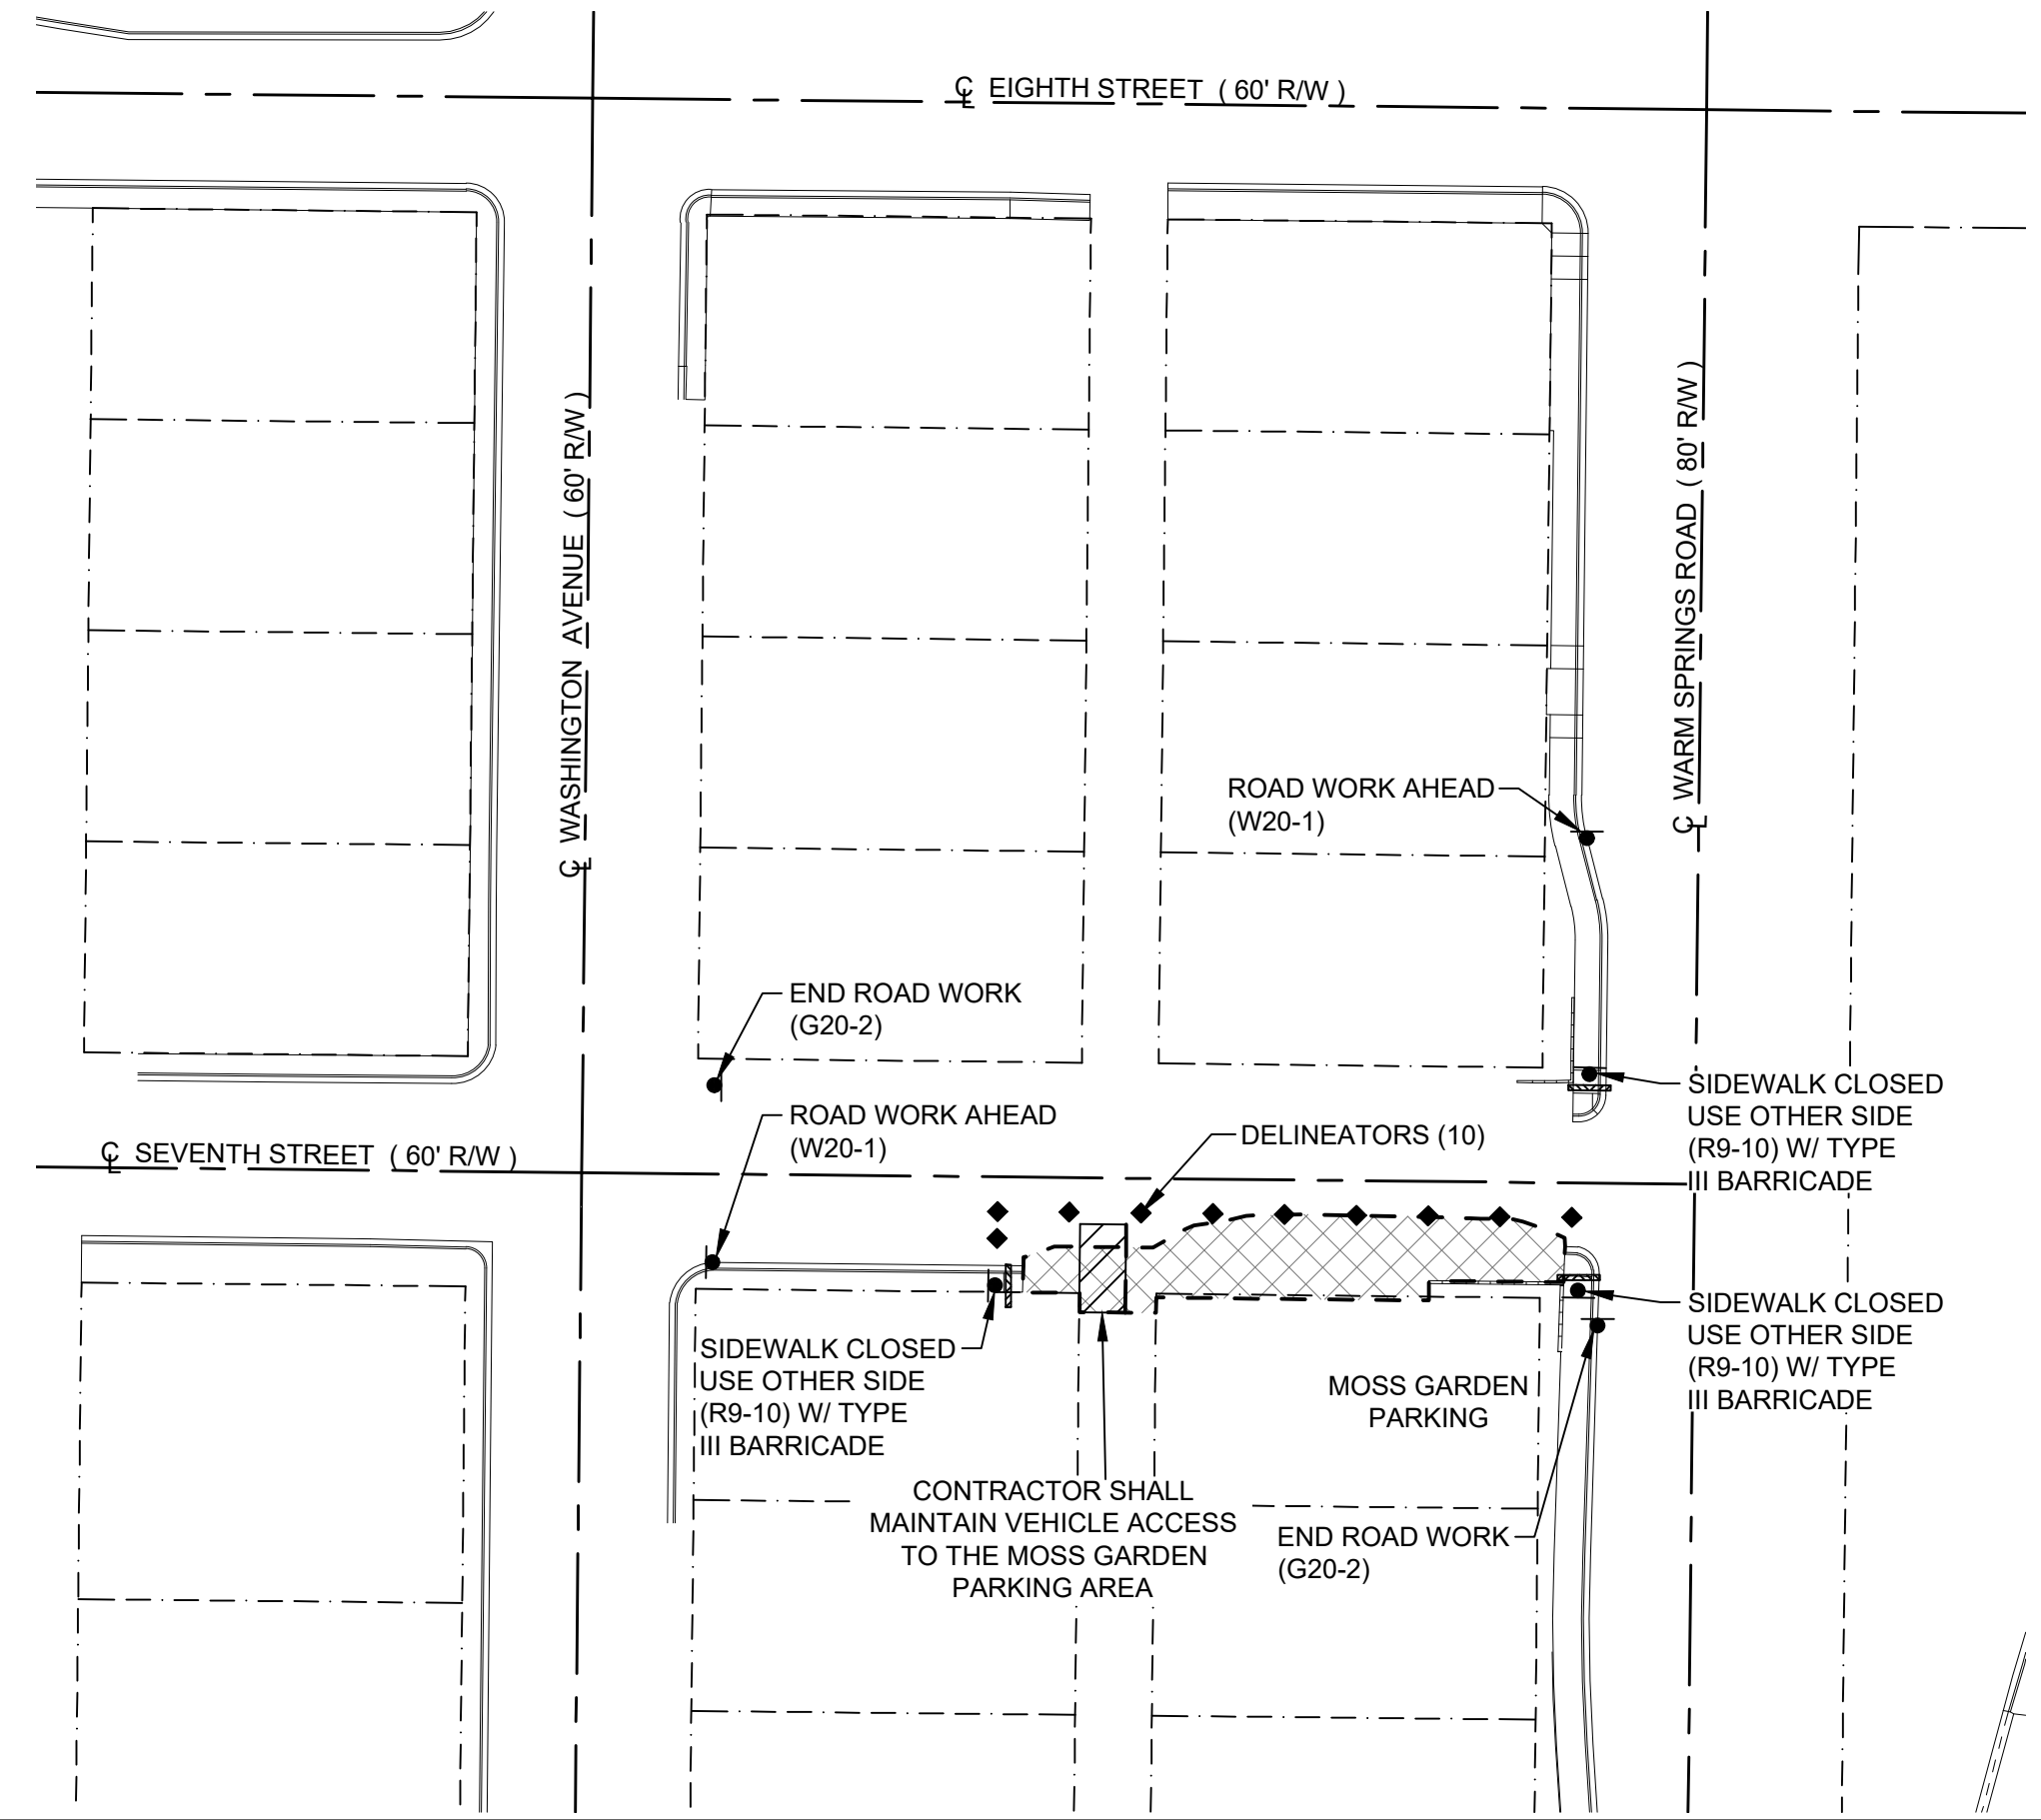 ℄ EIGHTH STREET ( 60' R/W )
℄ WASHINGTON AVENUE ( 60' R/W )
℄ WARM SPRINGS ROAD ( 80' R/W )
ROAD WORK AHEAD
(W20-1)
END ROAD WORK
(G20-2)
SIDEWALK CLOSED
USE OTHER SIDE
(R9-10) W/ TYPE
III BARRICADE
ROAD WORK AHEAD
(W20-1)
DELINEATORS (10)
℄ SEVENTH STREET ( 60' R/W )
SIDEWALK CLOSED
USE OTHER SIDE
(R9-10) W/ TYPE
III BARRICADE
SIDEWALK CLOSED
USE OTHER SIDE
(R9-10) W/ TYPE
III BARRICADE
MOSS GARDEN
PARKING
CONTRACTOR SHALL
MAINTAIN VEHICLE ACCESS
TO THE MOSS GARDEN
PARKING AREA
END ROAD WORK
(G20-2)